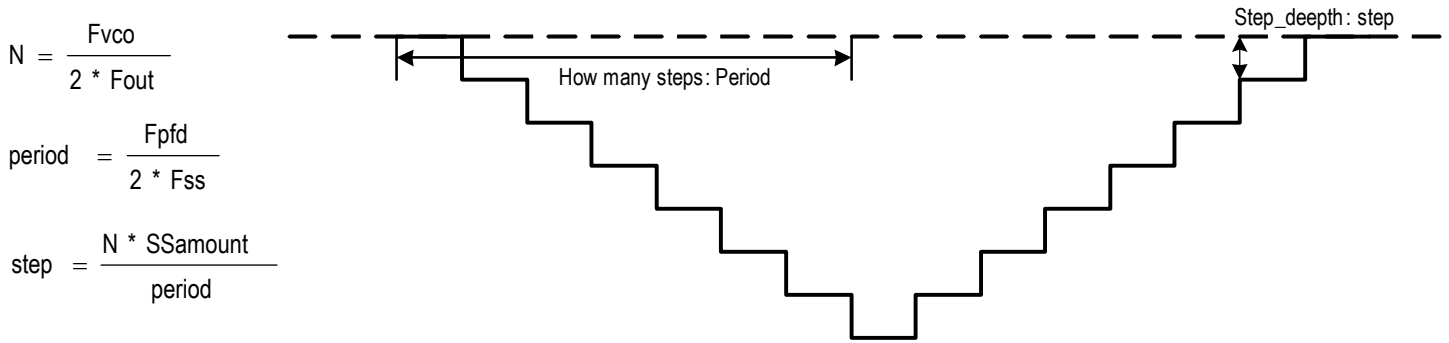 N = Fvco
2 * Fout
period = Fpfd
2 * Fss
step = N * SSamount
period
Step_deepth: step
How many steps: Period